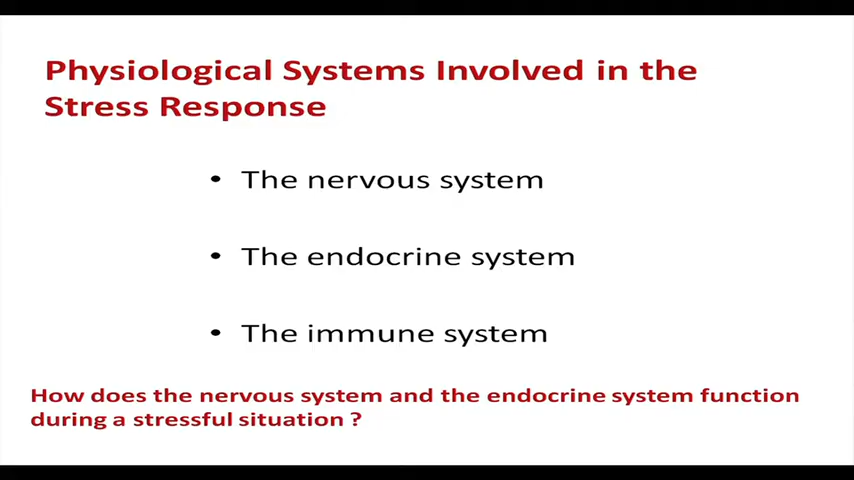 Physiological Systems Involved in the
Stress Response
• The nervous system
• The endocrine system
• The immune system
How does the nervous system and the endocrine system function
during a stressful situation ?